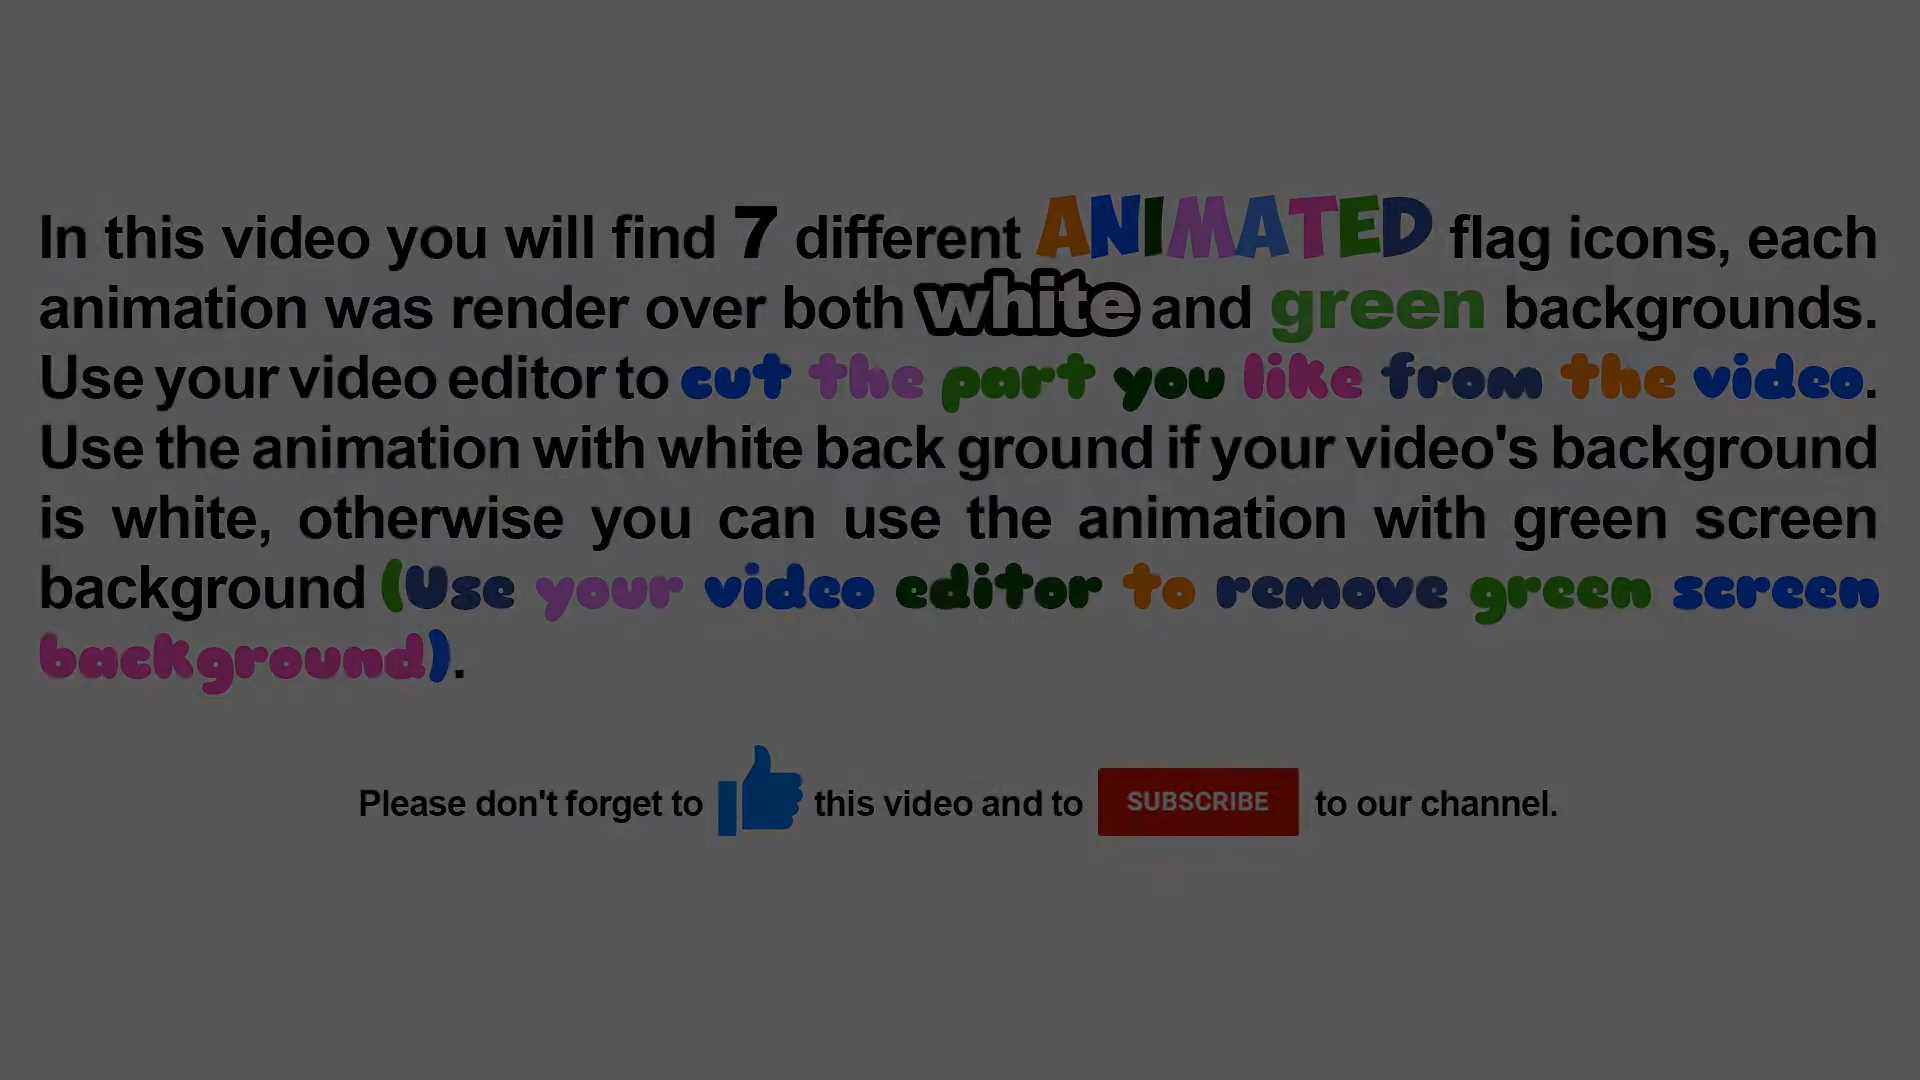 In this video you will find 7 different ANIMATED flag icons, each
animation was render over both white and green backgrounds.
Use your video editor to cut the part you like from the video.
Use the animation with white back ground if your video's background
is white, otherwise you can use the animation with green screen
background (Use your video editor to remove green screen
background).
Please don't forget to this video and to SUBSCRIBE to our channel.